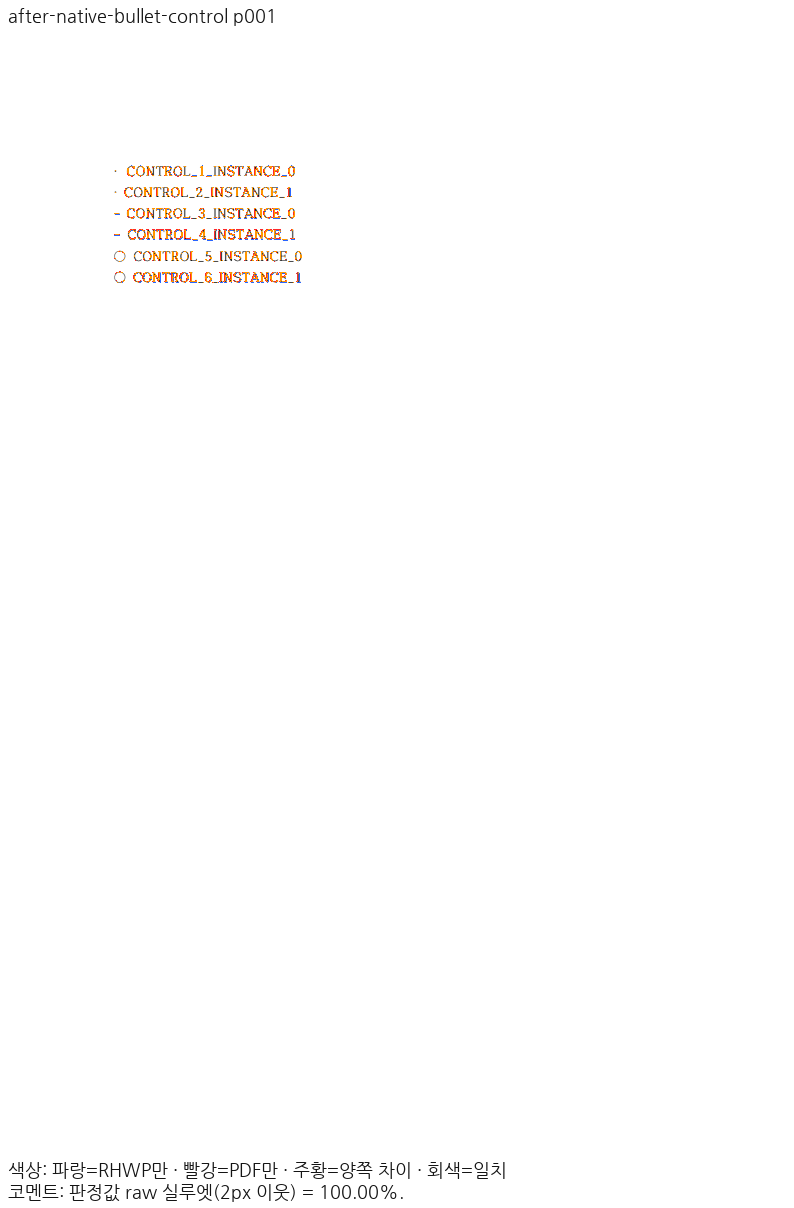 after-native-bullet-control p001
· CONTROL_1_INSTANCE_0
· CONTROL_2_INSTANCE_1
- CONTROL_3_INSTANCE_0
- CONTROL_4_INSTANCE_1
○ CONTROL_5_INSTANCE_0
○ CONTROL_6_INSTANCE_1
색상: 파랑=RHWP만 · 빨강=PDF만 · 주황=양쪽 차이 · 회색=일치
코멘트: 판정값 raw 실루엣(2px 이웃) = 100.00%.